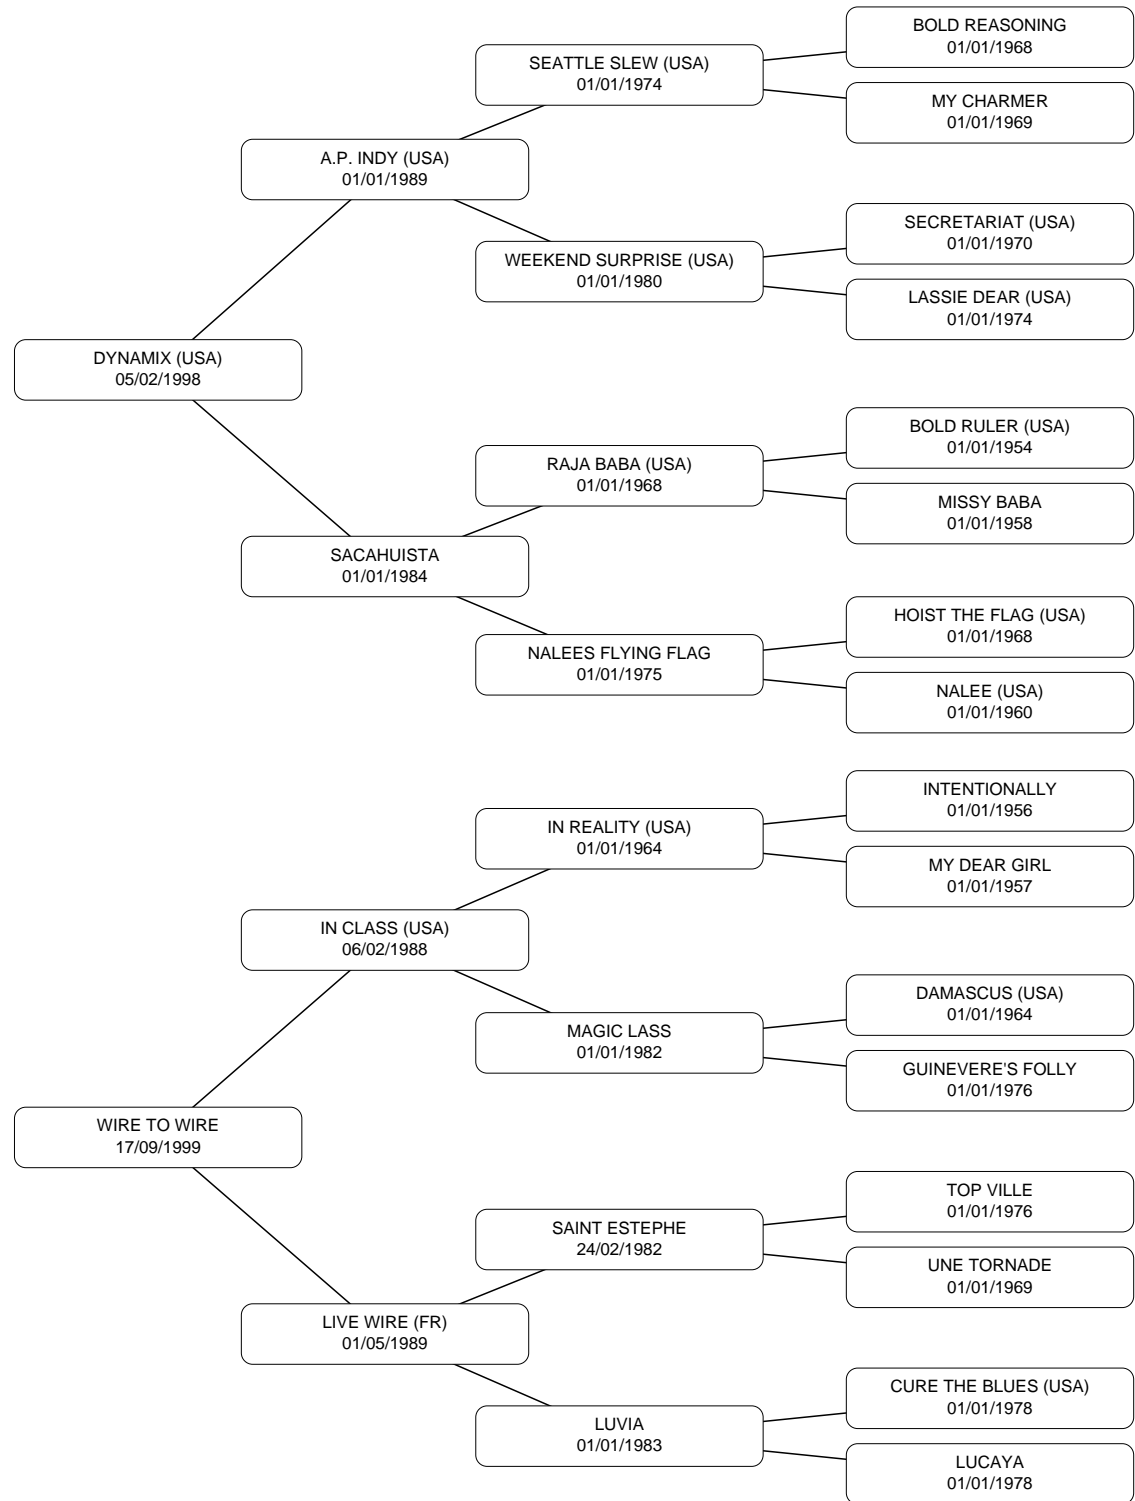 BOLD REASONING
01/01/1968
SEATTLE SLEW (USA)
01/01/1974
MY CHARMER
01/01/1969
A.P. INDY (USA)
01/01/1989
SECRETARIAT (USA)
01/01/1970
WEEKEND SURPRISE (USA)
01/01/1980
LASSIE DEAR (USA)
01/01/1974
DYNAMIX (USA)
05/02/1998
BOLD RULER (USA)
01/01/1954
RAJA BABA (USA)
01/01/1968
MISSY BABA
01/01/1958
SACAHUISTA
01/01/1984
HOIST THE FLAG (USA)
01/01/1968
NALEES FLYING FLAG
01/01/1975
NALEE (USA)
01/01/1960
INTENTIONALLY
01/01/1956
IN REALITY (USA)
01/01/1964
MY DEAR GIRL
01/01/1957
IN CLASS (USA)
06/02/1988
DAMASCUS (USA)
01/01/1964
MAGIC LASS
01/01/1982
GUINEVERE'S FOLLY
01/01/1976
WIRE TO WIRE
17/09/1999
TOP VILLE
01/01/1976
SAINT ESTEPHE
24/02/1982
UNE TORNADE
01/01/1969
LIVE WIRE (FR)
01/05/1989
CURE THE BLUES (USA)
01/01/1978
LUVIA
01/01/1983
LUCAYA
01/01/1978